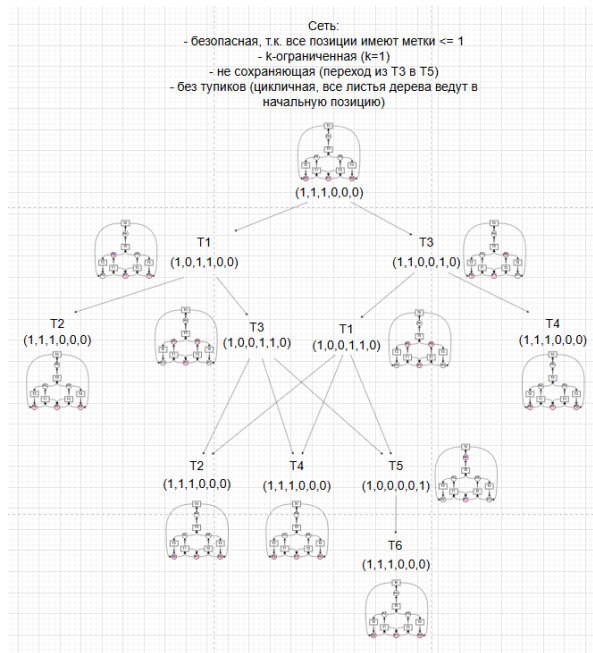 Сеть:
- безопасная, т.к. все позиции имеют метки <= 1
- k-ограниченная (k=1)
- не сохраняющая (переход из T3 в T5)
- без тупиков (цикличная, все листья дерева ведут в
начальную позицию)
(1,1,1,0,0,0)
T1
(1,0,1,1,0,0)
T3
(1,1,0,0,1,0)
T2
(1,1,1,0,0,0)
T3
(1,0,0,1,1,0)
T1
(1,0,0,1,1,0)
T4
(1,1,1,0,0,0)
T2
(1,1,1,0,0,0)
T4
(1,1,1,0,0,0)
T5
(1,0,0,0,0,1)
T6
(1,1,1,0,0,0)